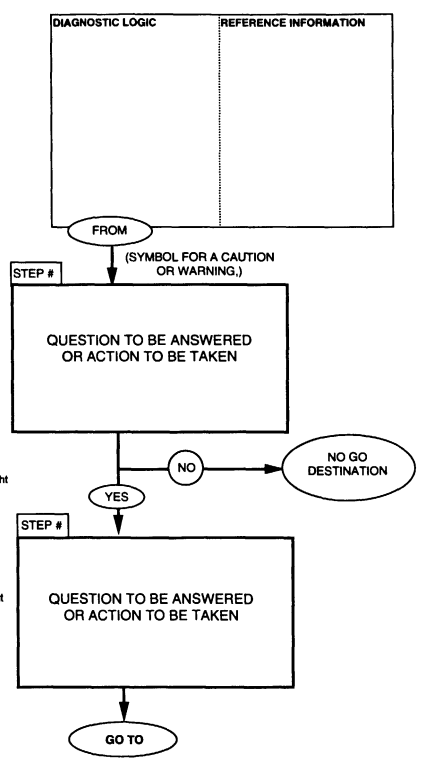 DIAGNOSTIC LOGIC
REFERENCE INFORMATION
FROM
(SYMBOL FOR A CAUTION
OR WARNING,)
STEP #
QUESTION TO BE ANSWERED
OR ACTION TO BE TAKEN
NO
NO GO
DESTINATION
ht
YES
STEP #
t
QUESTION TO BE ANSWERED
OR ACTION TO BE TAKEN
GO TO